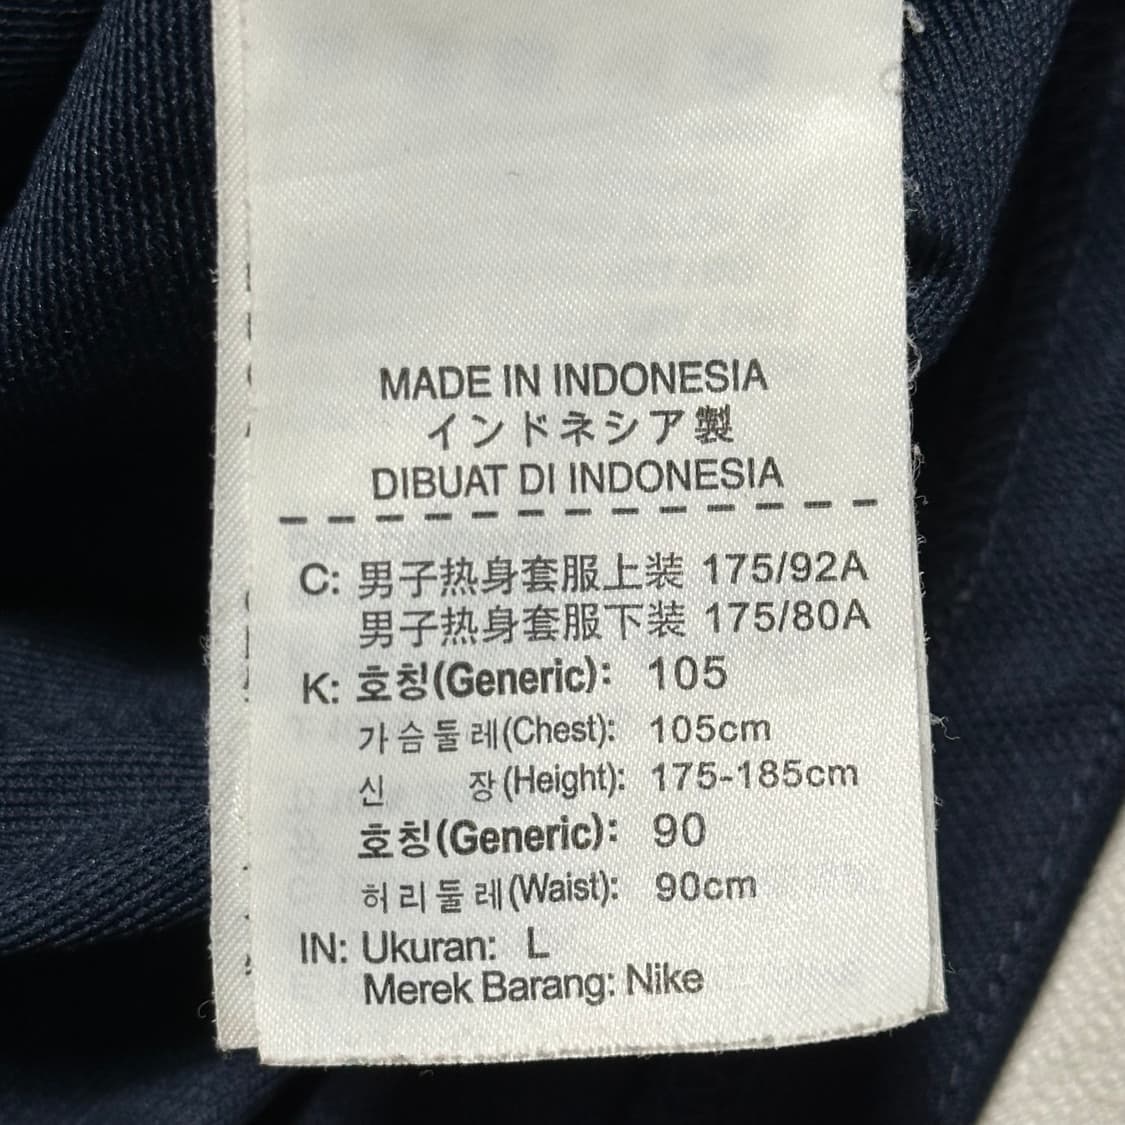 MADE IN INDONESIA
インドネシア製
DIBUAT DI INDONESIA
C: 男子热身套服上装 175/92A
男子热身套服下装 175/80A
K: 호칭(Generic): 105
가슴둘레(Chest): 105cm
신 장(Height): 175-185cm
호칭(Generic): 90
허리둘레(Waist): 90cm
IN: Ukuran: L
Merek Barang: Nike